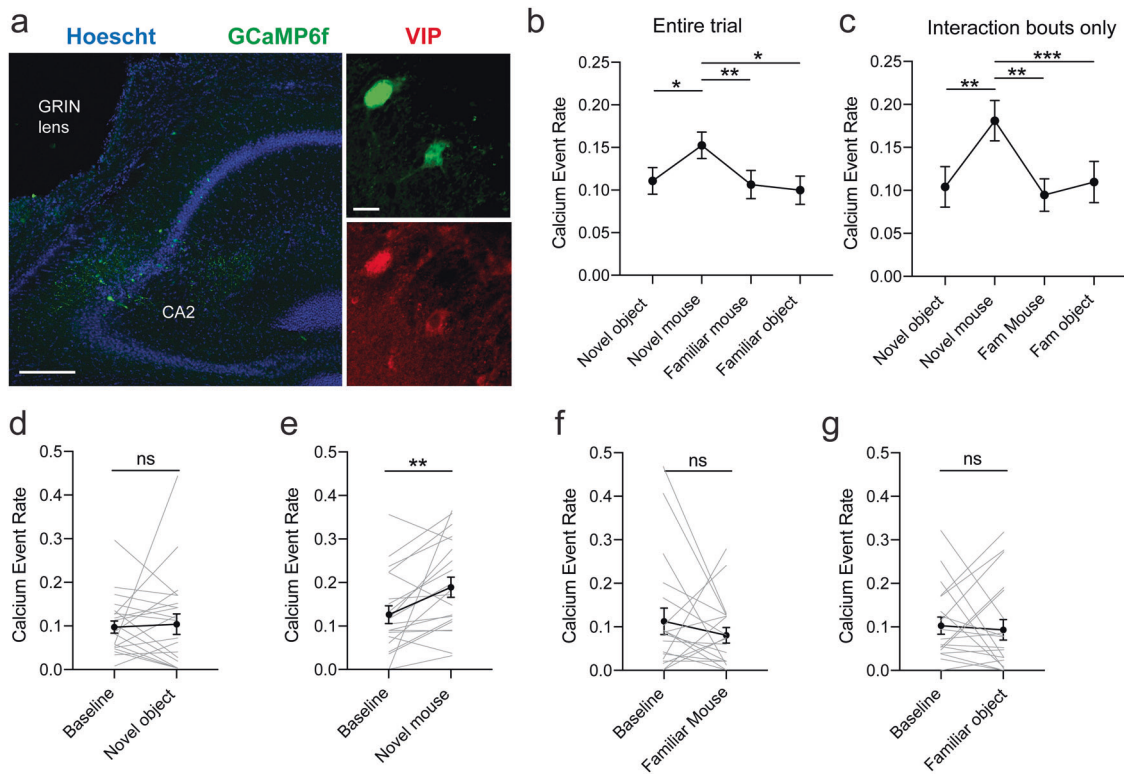 a
Hoescht GCaMP6f VIP
GRIN
lens
CA2
b
Entire trial
Calcium Event Rate
0.25
0.20
0.15
0.10
0.05
0.00
*
**
*
Novel object
Novel mouse
Familiar mouse
Familiar object
c
Interaction bouts only
Calcium Event Rate
0.25
0.20
0.15
0.10
0.05
0.00
***
** **
Novel object
Novel mouse
Fam Mouse
Fam object
d
Calcium Event Rate
0.5
0.4
0.3
0.2
0.1
0.0
ns
Baseline
Novel object
e
Calcium Event Rate
0.5
0.4
0.3
0.2
0.1
0.0
**
Baseline
Novel mouse
f
Calcium Event Rate
0.5
0.4
0.3
0.2
0.1
0.0
ns
Baseline
Familiar Mouse
g
Calcium Event Rate
0.5
0.4
0.3
0.2
0.1
0.0
ns
Baseline
Familiar object